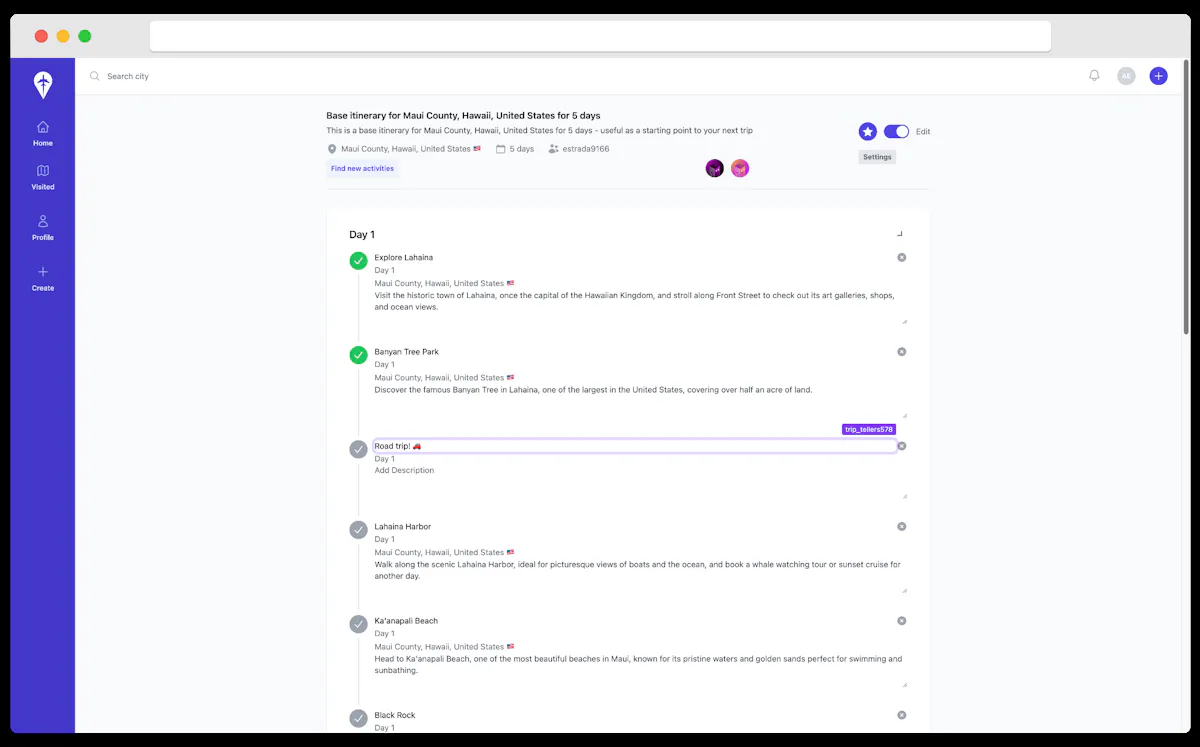 Search city
AE
Home
Visited
Profile
Create
Base itinerary for Maui County, Hawaii, United States for 5 days
This is a base itinerary for Maui County, Hawaii, United States for 5 days - useful as a starting point to your next trip
Maui County, Hawaii, United States 🇺🇸 5 days estrada9166
Find new activities
Edit
Settings
Day 1
Explore Lahaina
Day 1
Maui County, Hawaii, United States 🇺🇸
Visit the historic town of Lahaina, once the capital of the Hawaiian Kingdom, and stroll along Front Street to check out its art galleries, shops,
and ocean views.
Banyan Tree Park
Day 1
Maui County, Hawaii, United States 🇺🇸
Discover the famous Banyan Tree in Lahaina, one of the largest in the United States, covering over half an acre of land.
trip_tellers578
Road trip! 🚗
Day 1
Add Description
Lahaina Harbor
Day 1
Maui County, Hawaii, United States 🇺🇸
Walk along the scenic Lahaina Harbor, ideal for picturesque views of boats and the ocean, and book a whale watching tour or sunset cruise for
another day.
Ka'anapali Beach
Day 1
Maui County, Hawaii, United States 🇺🇸
Head to Ka'anapali Beach, one of the most beautiful beaches in Maui, known for its pristine waters and golden sands perfect for swimming and
sunbathing.
Black Rock
Day 1